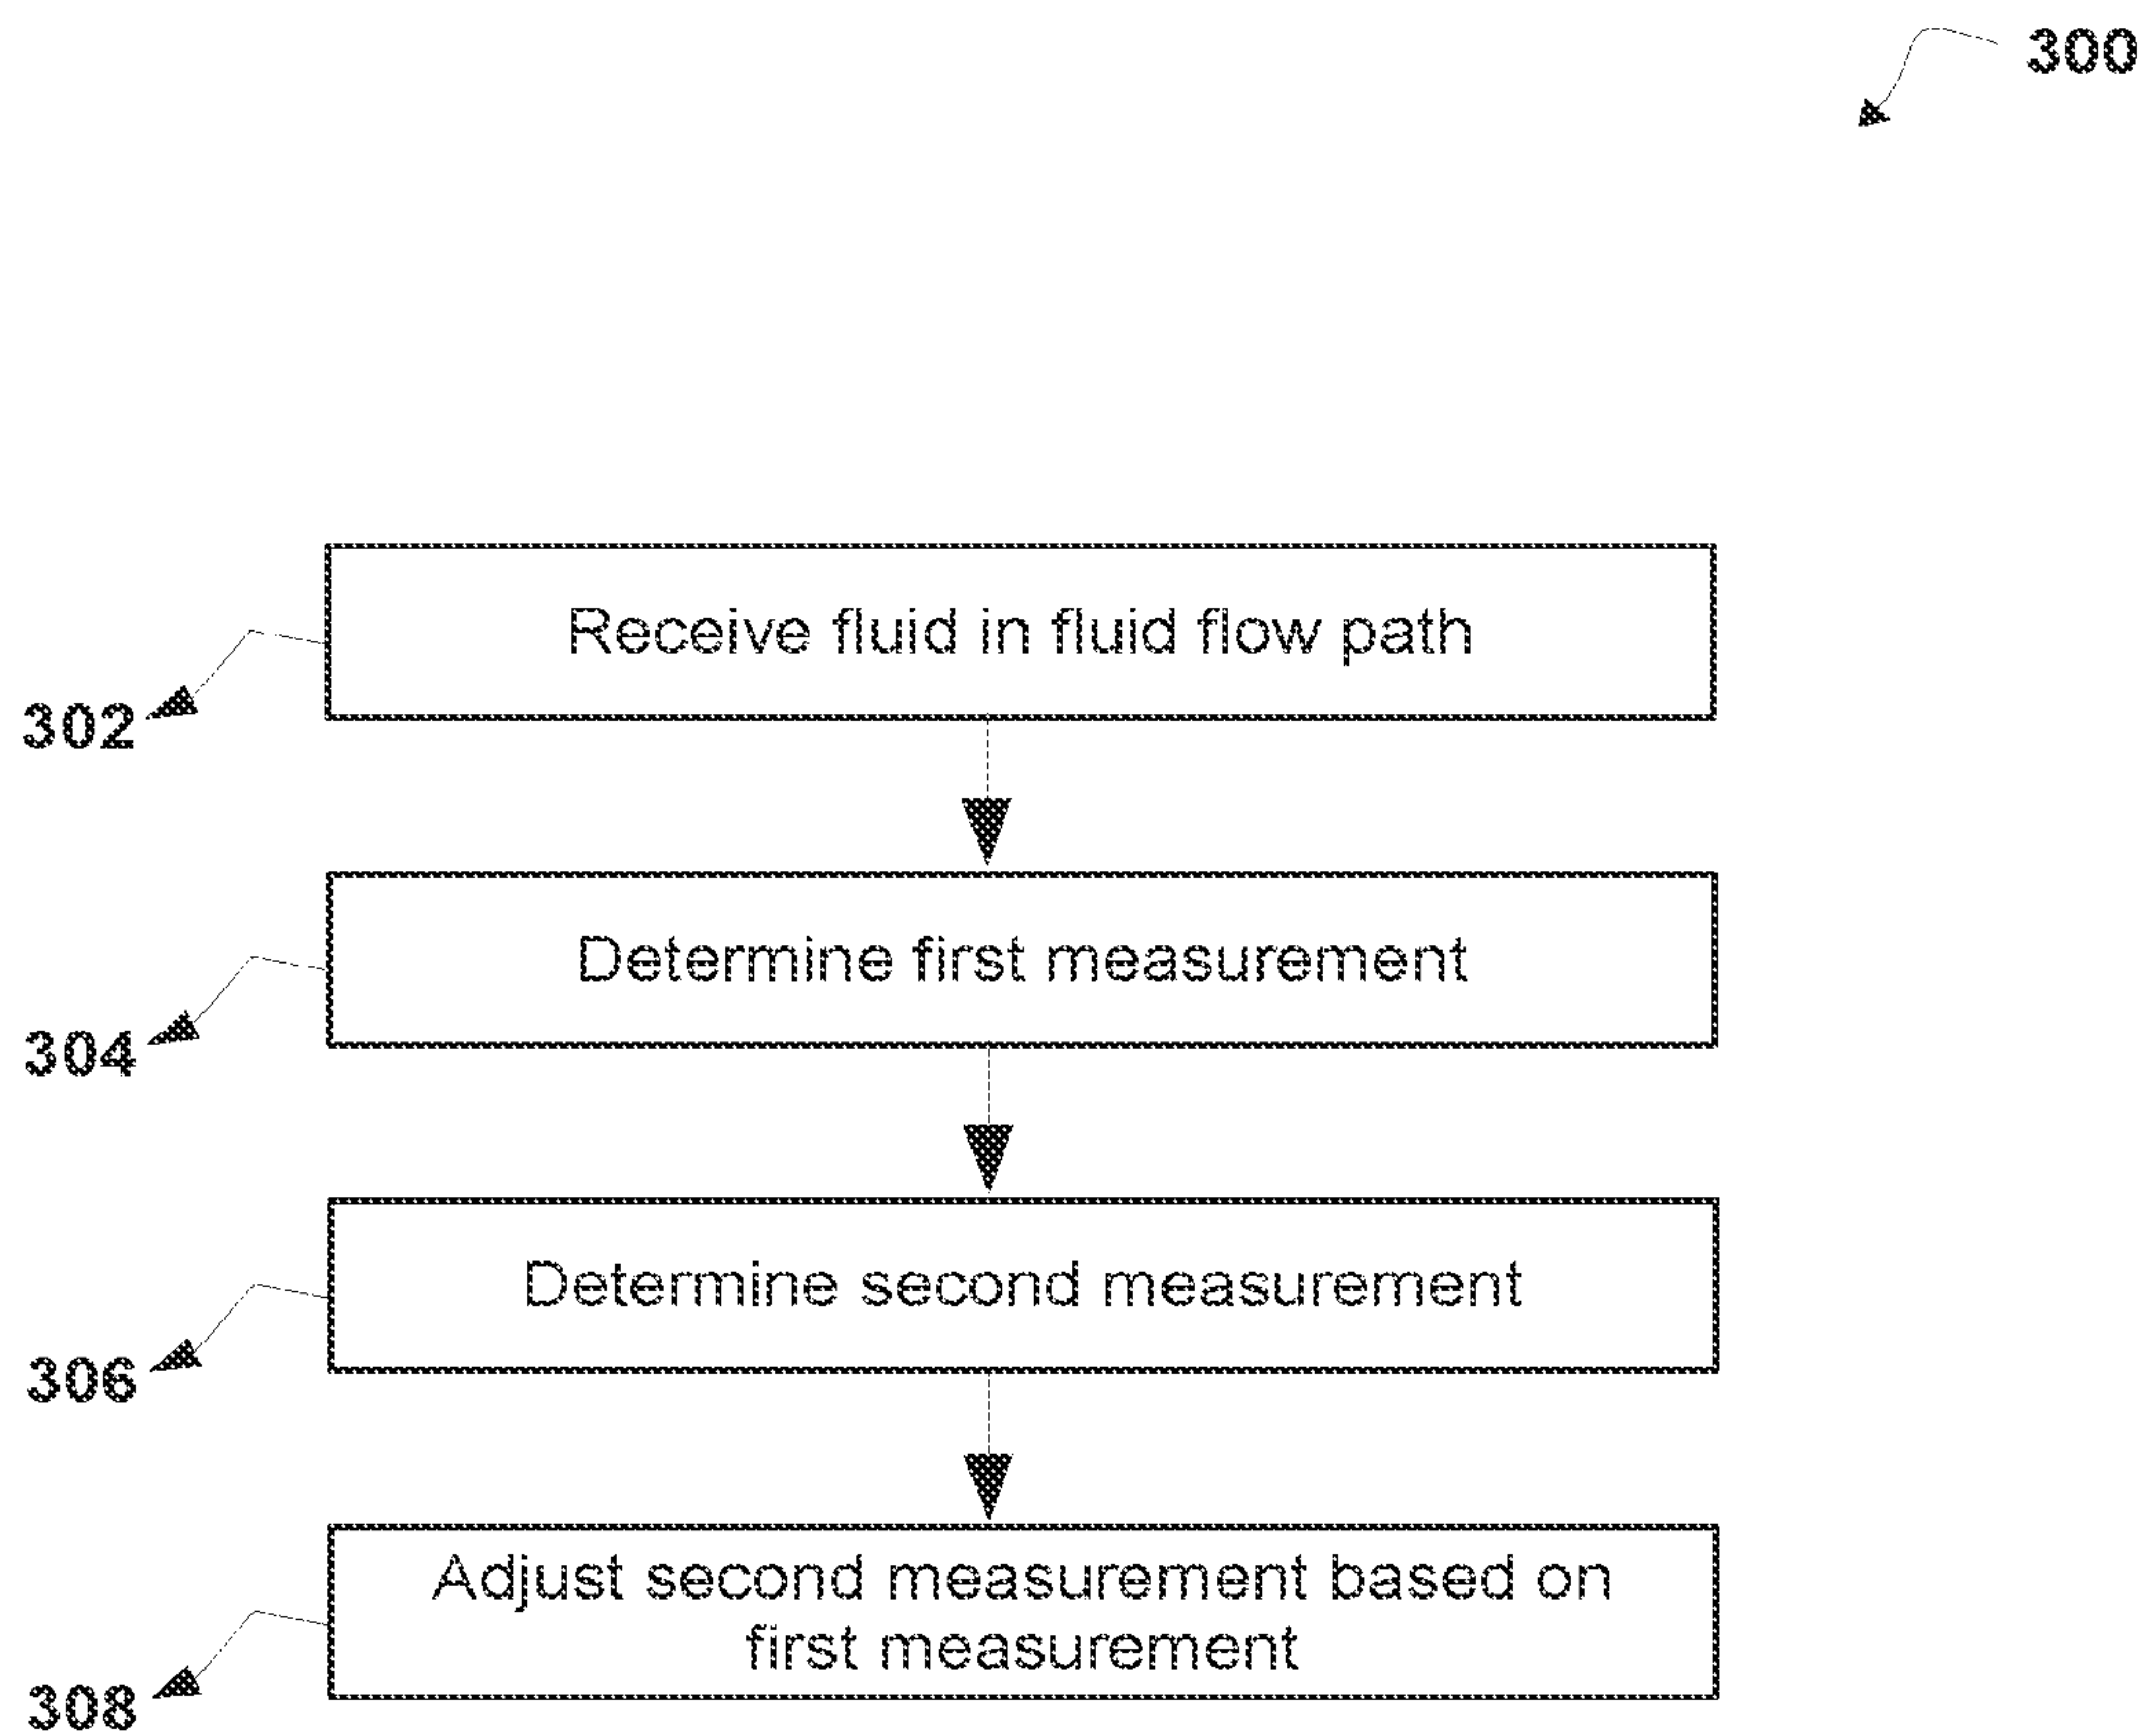 300
Receive fluid in fluid flow path
302
Determine first measurement
304
Determine second measurement
306
Adjust second measurement based on
first measurement
308